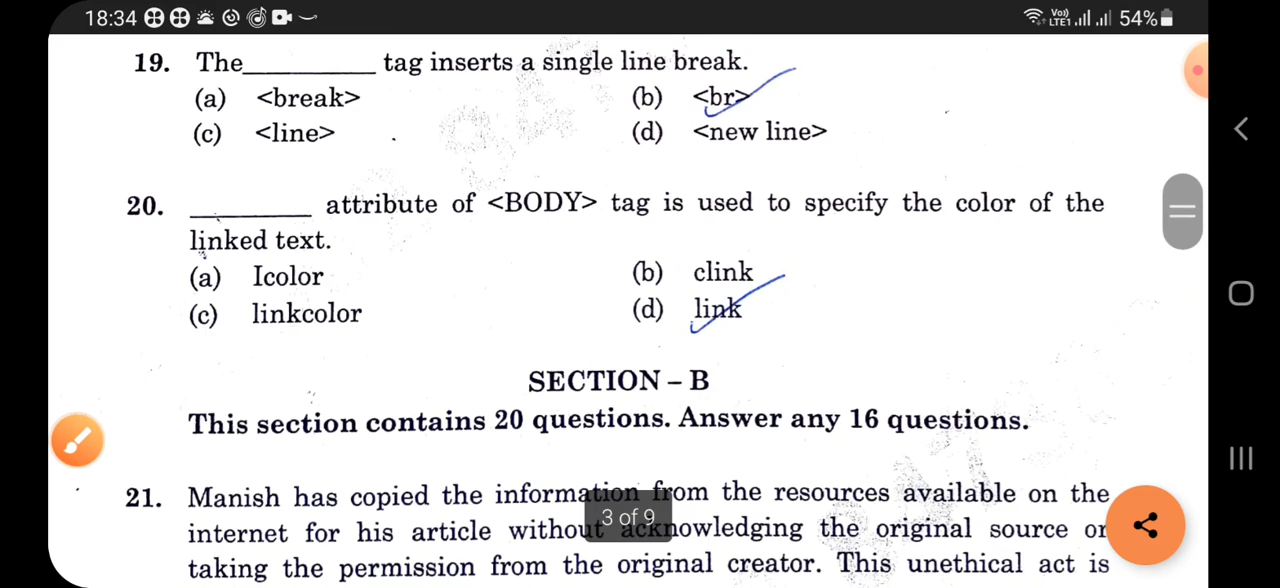 18:34
Vo)) LTE1 54%
19. The__________ tag inserts a single line break.
(a) <break> (b) <br>
(c) <line> (d) <new line>
20. __________ attribute of <BODY> tag is used to specify the color of the
linked text.
(a) Icolor (b) clink
(c) linkcolor (d) link
SECTION – B
This section contains 20 questions. Answer any 16 questions.
21. Manish has copied the information from the resources available on the
3 of 9
internet for his article without acknowledging the original source or
taking the permission from the original creator. This unethical act is